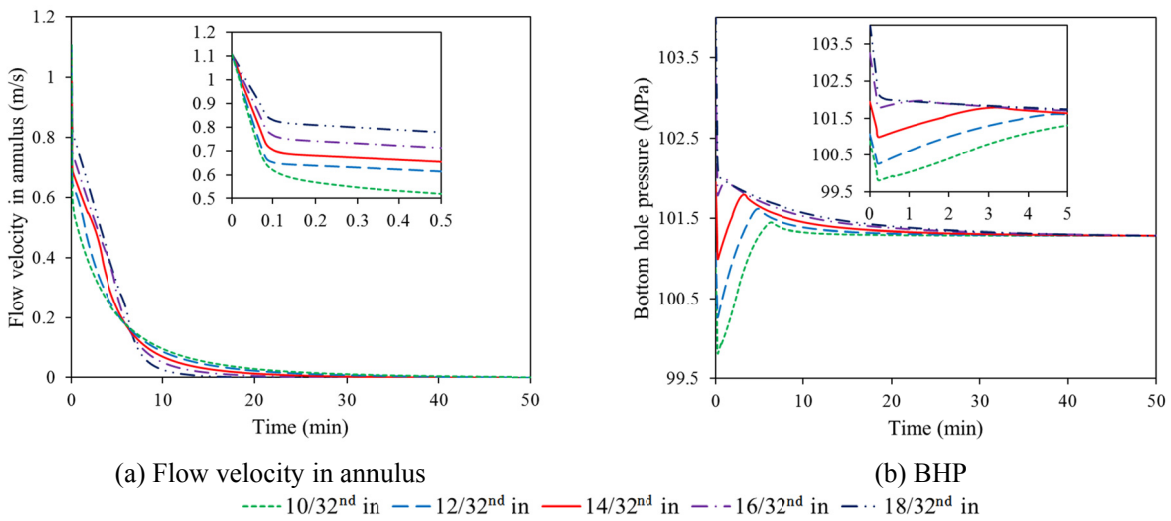 Flow velocity in annulus (m/s)
1.2
1
0.8
0.6
0.4
0.2
0
0 10 20 30 40 50
Time (min)
1.1
1.0
0.9
0.8
0.7
0.6
0.5
0 0.1 0.2 0.3 0.4 0.5
(a) Flow velocity in annulus
Bottom hole pressure (MPa)
103.5
102.5
101.5
100.5
99.5
0 10 20 30 40 50
Time (min)
103.5
102.5
101.5
100.5
99.5
0 1 2 3 4 5
(b) BHP
10/32nd in 12/32nd in 14/32nd in 16/32nd in 18/32nd in